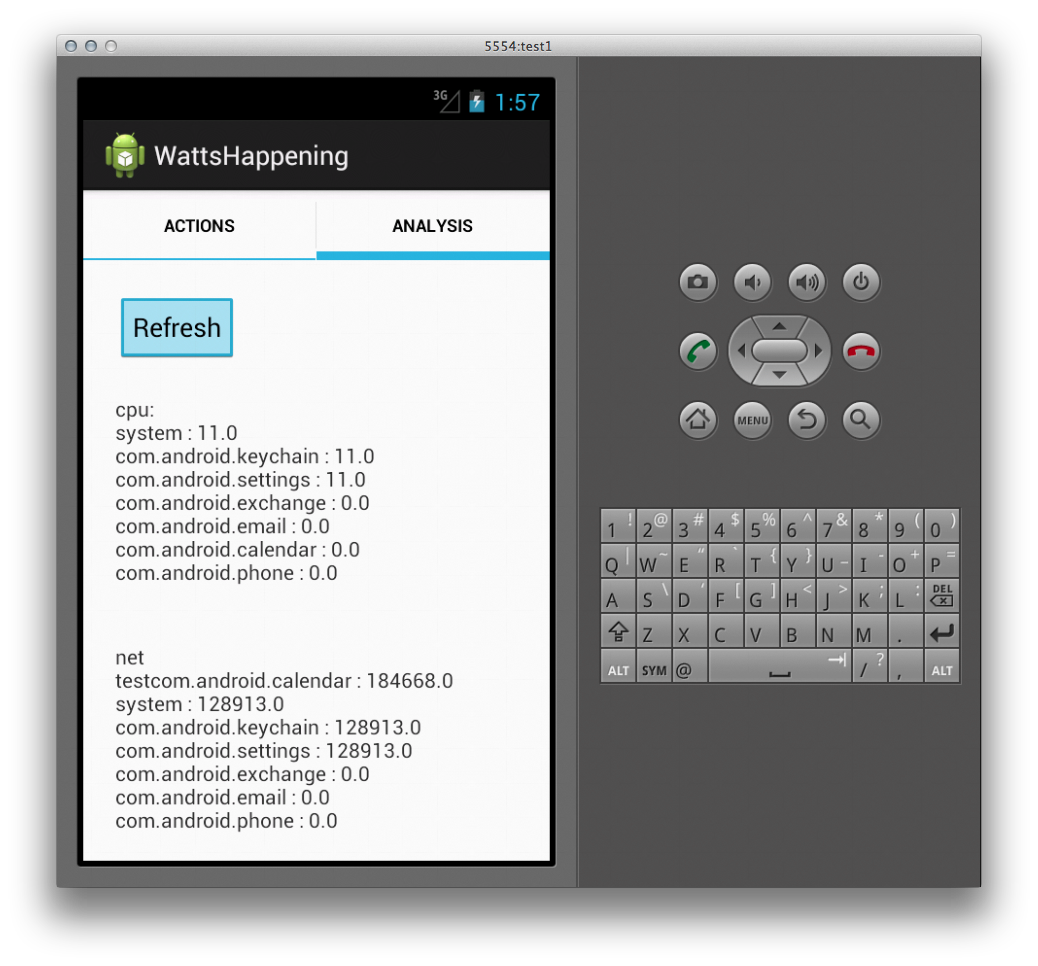 5554:test1
3G 1:57
WattsHappening
ACTIONS ANALYSIS
Refresh
cpu:
system : 11.0
com.android.keychain : 11.0
com.android.settings : 11.0
com.android.exchange : 0.0
com.android.email : 0.0
com.android.calendar : 0.0
com.android.phone : 0.0
net
testcom.android.calendar : 184668.0
system : 128913.0
com.android.keychain : 128913.0
com.android.settings : 128913.0
com.android.exchange : 0.0
com.android.email : 0.0
com.android.phone : 0.0
MENU
1 ! 2 @ 3 # 4 $ 5 % 6 ^ 7 & 8 * 9 ( 0 )
Q | W ~ E “ R ` T { Y } U _ I - O + P =
A S \ D ' F [ G ] H < J > K ; L : DEL
Z X C V B N M .
ALT SYM @ / ? , ALT